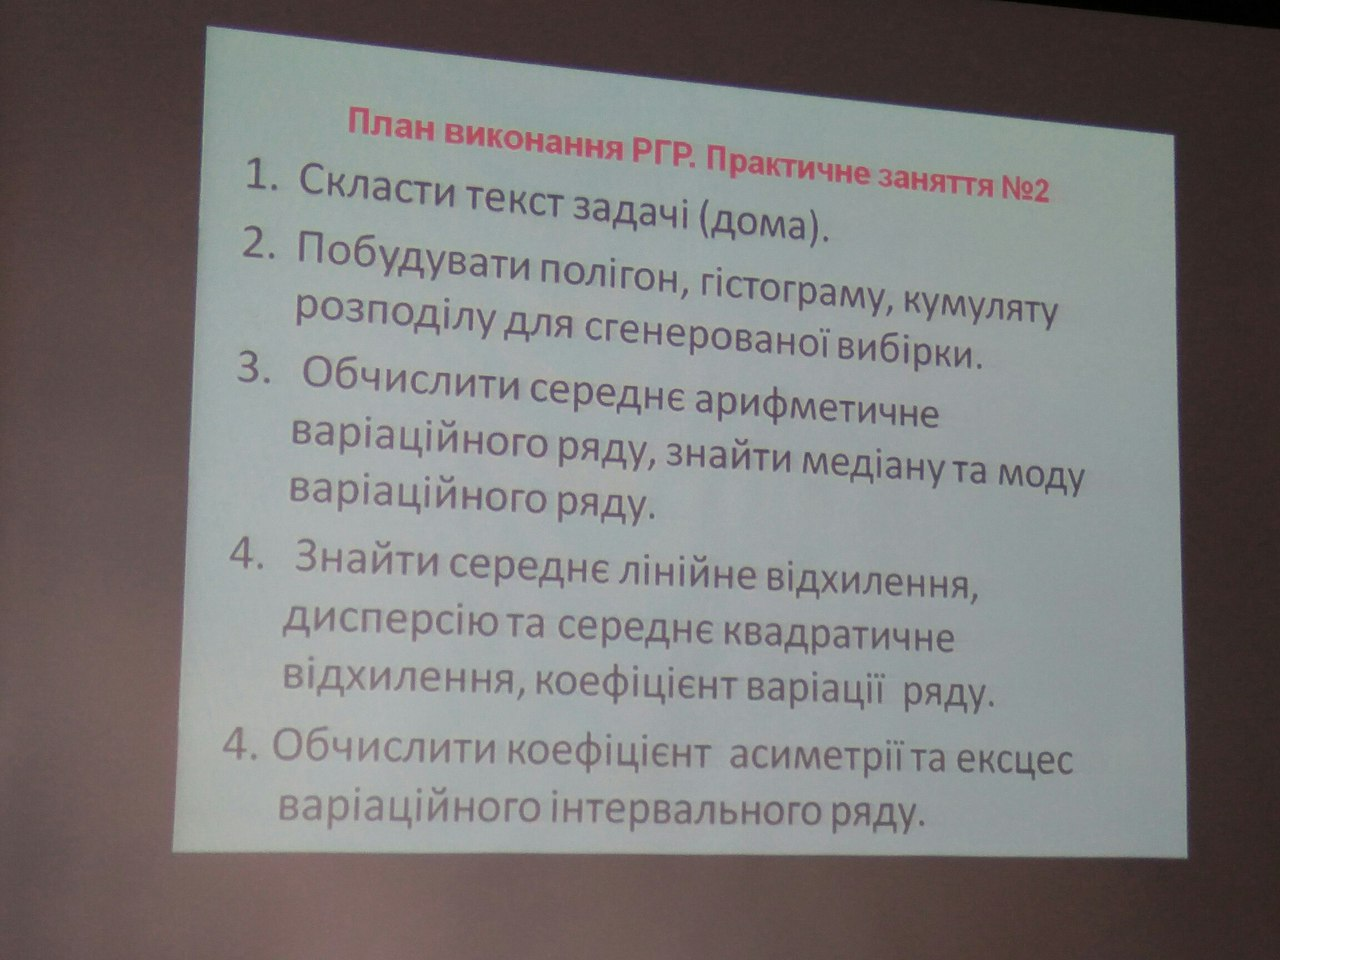 План виконання РГР. Практичне заняття №2
1. Скласти текст задачі (дома).
2. Побудувати полігон, гістограму, кумуляту
розподілу для сгенерованої вибірки.
3. Обчислити середнє арифметичне
варіаційного ряду, знайти медіану та моду
варіаційного ряду.
4. Знайти середнє лінійне відхилення,
дисперсію та середнє квадратичне
відхилення, коефіцієнт варіації ряду.
4. Обчислити коефіцієнт асиметрії та ексцес
варіаційного інтервального ряду.